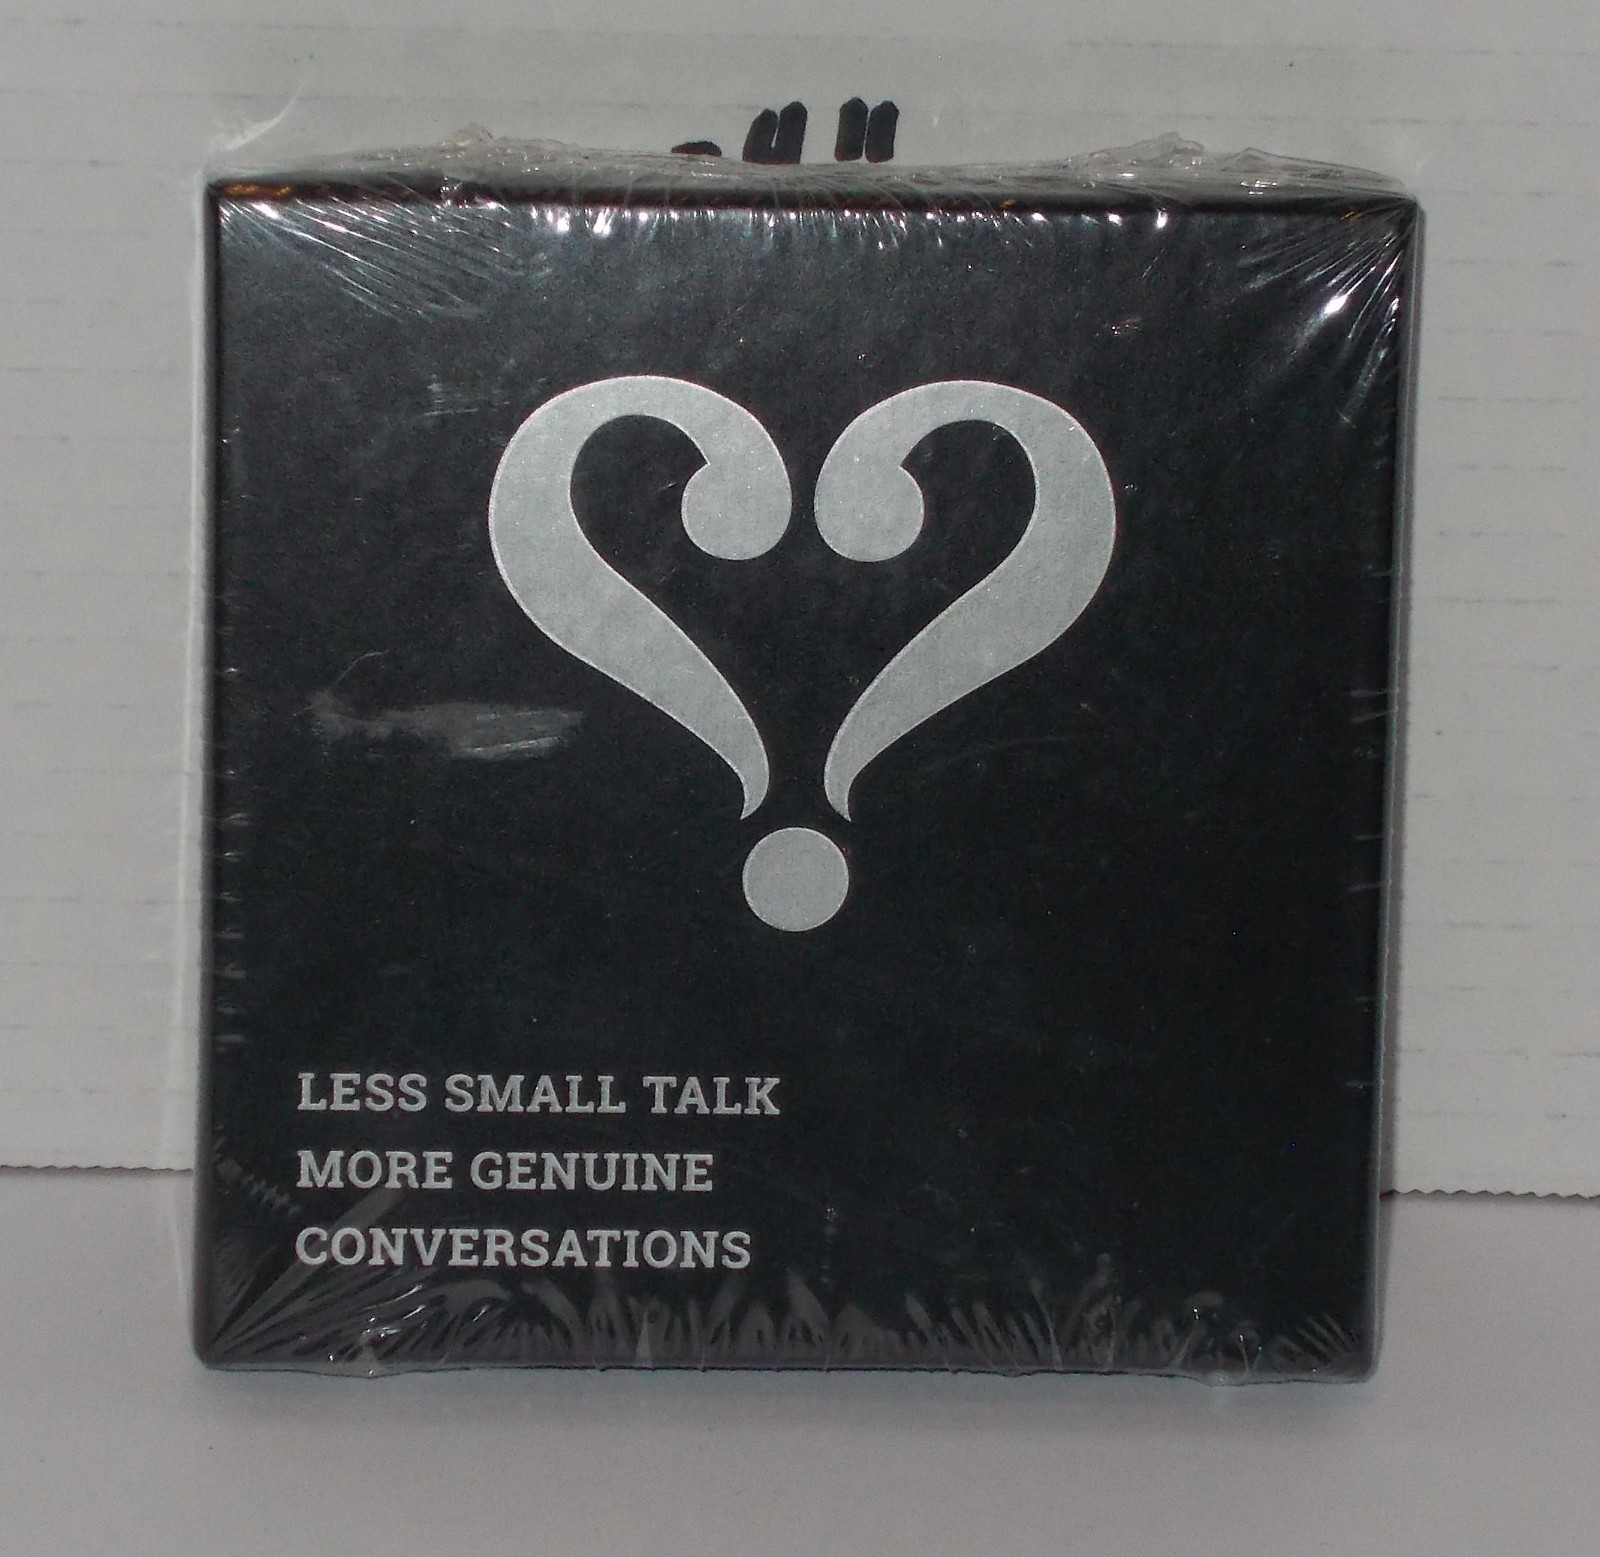 LESS SMALL TALK
MORE GENUINE
CONVERSATIONS